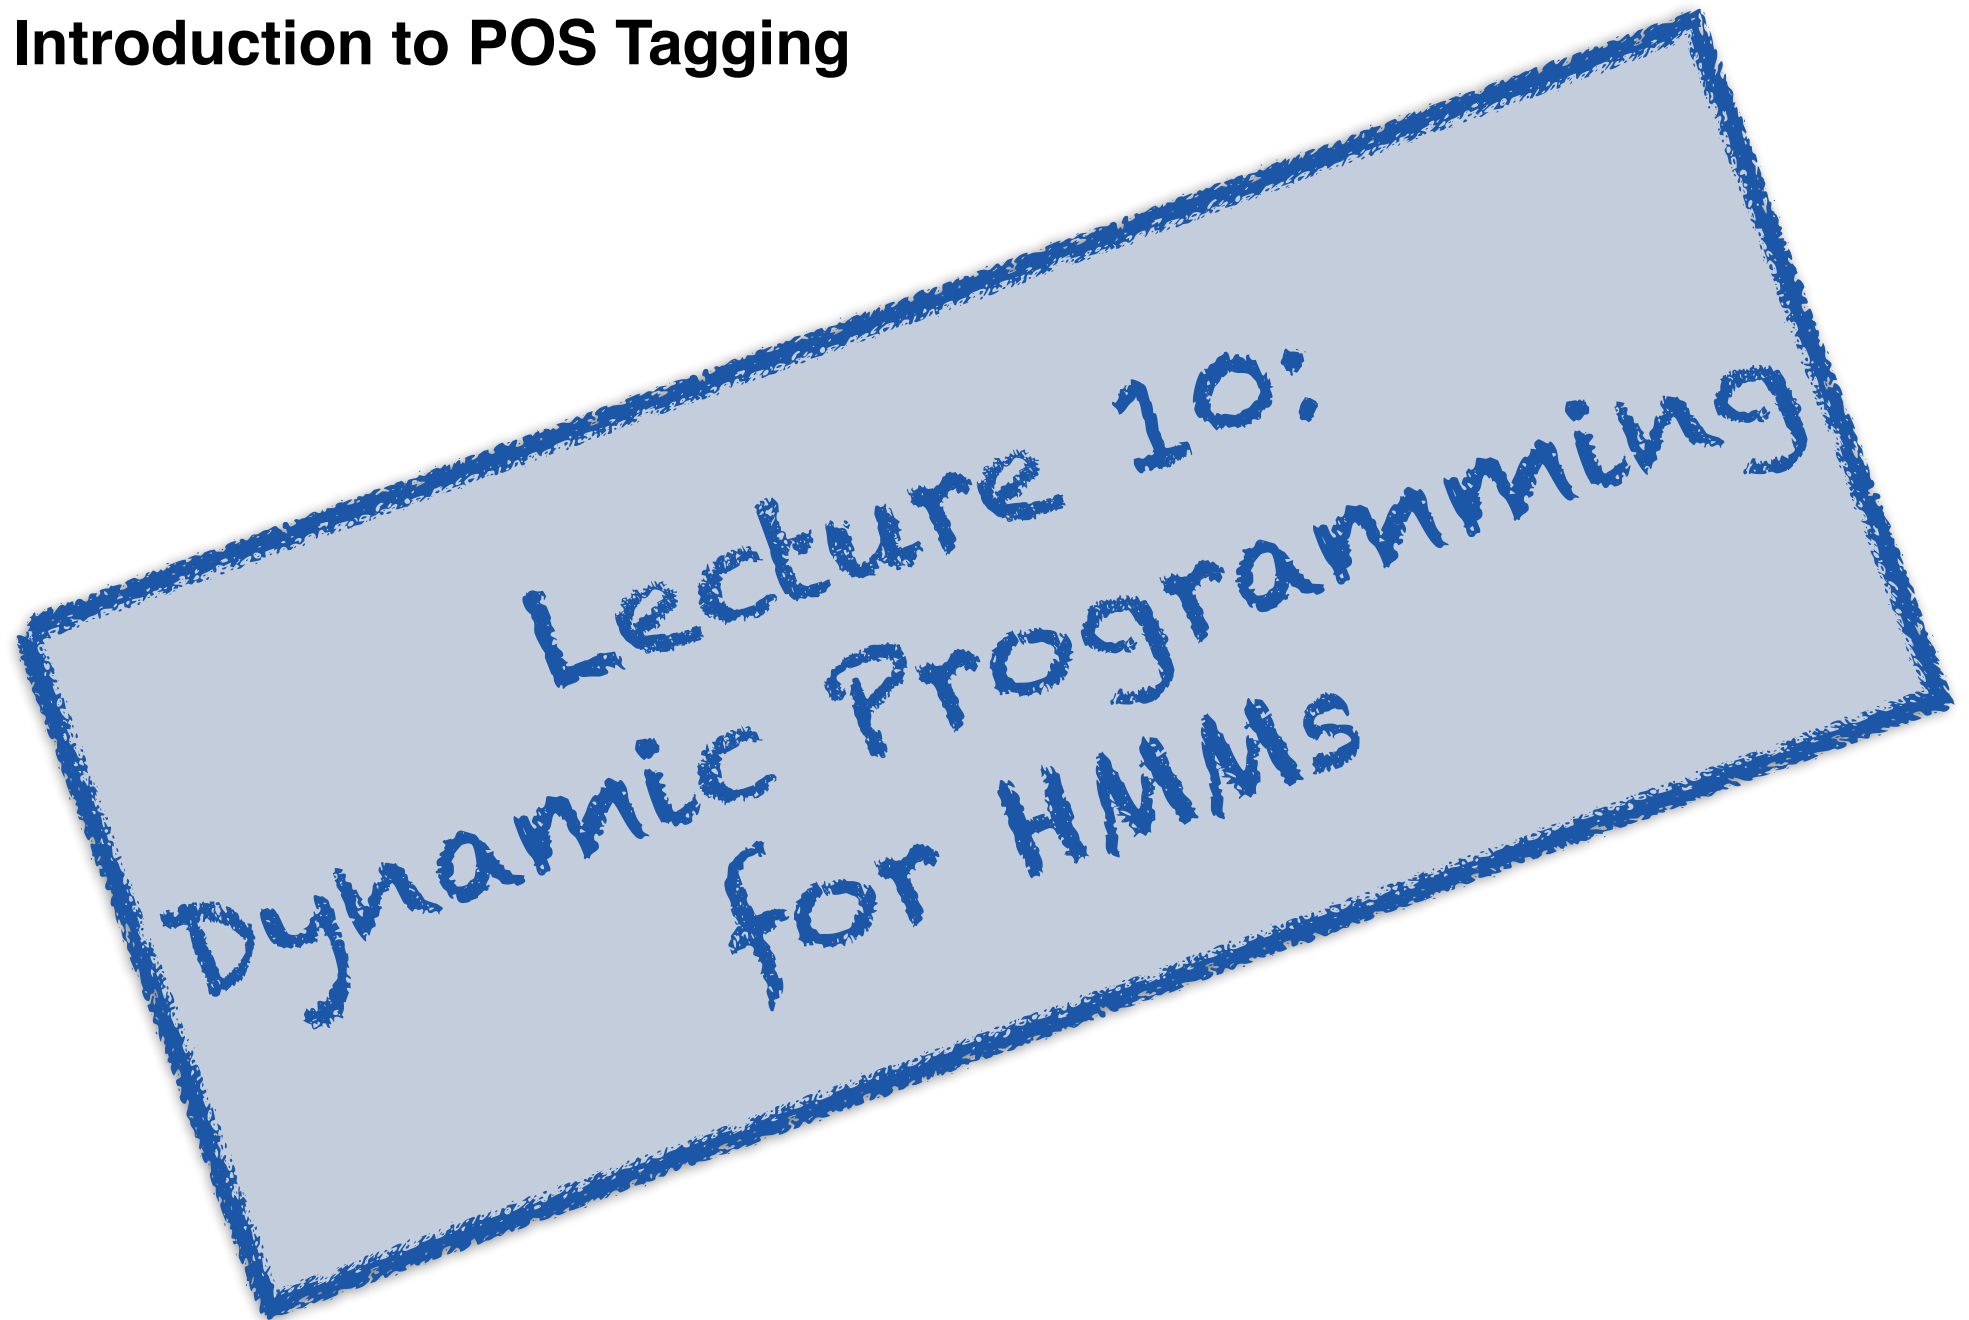 Introduction to POS Tagging
Lecture 10:
Dynamic Programming
for HMMs